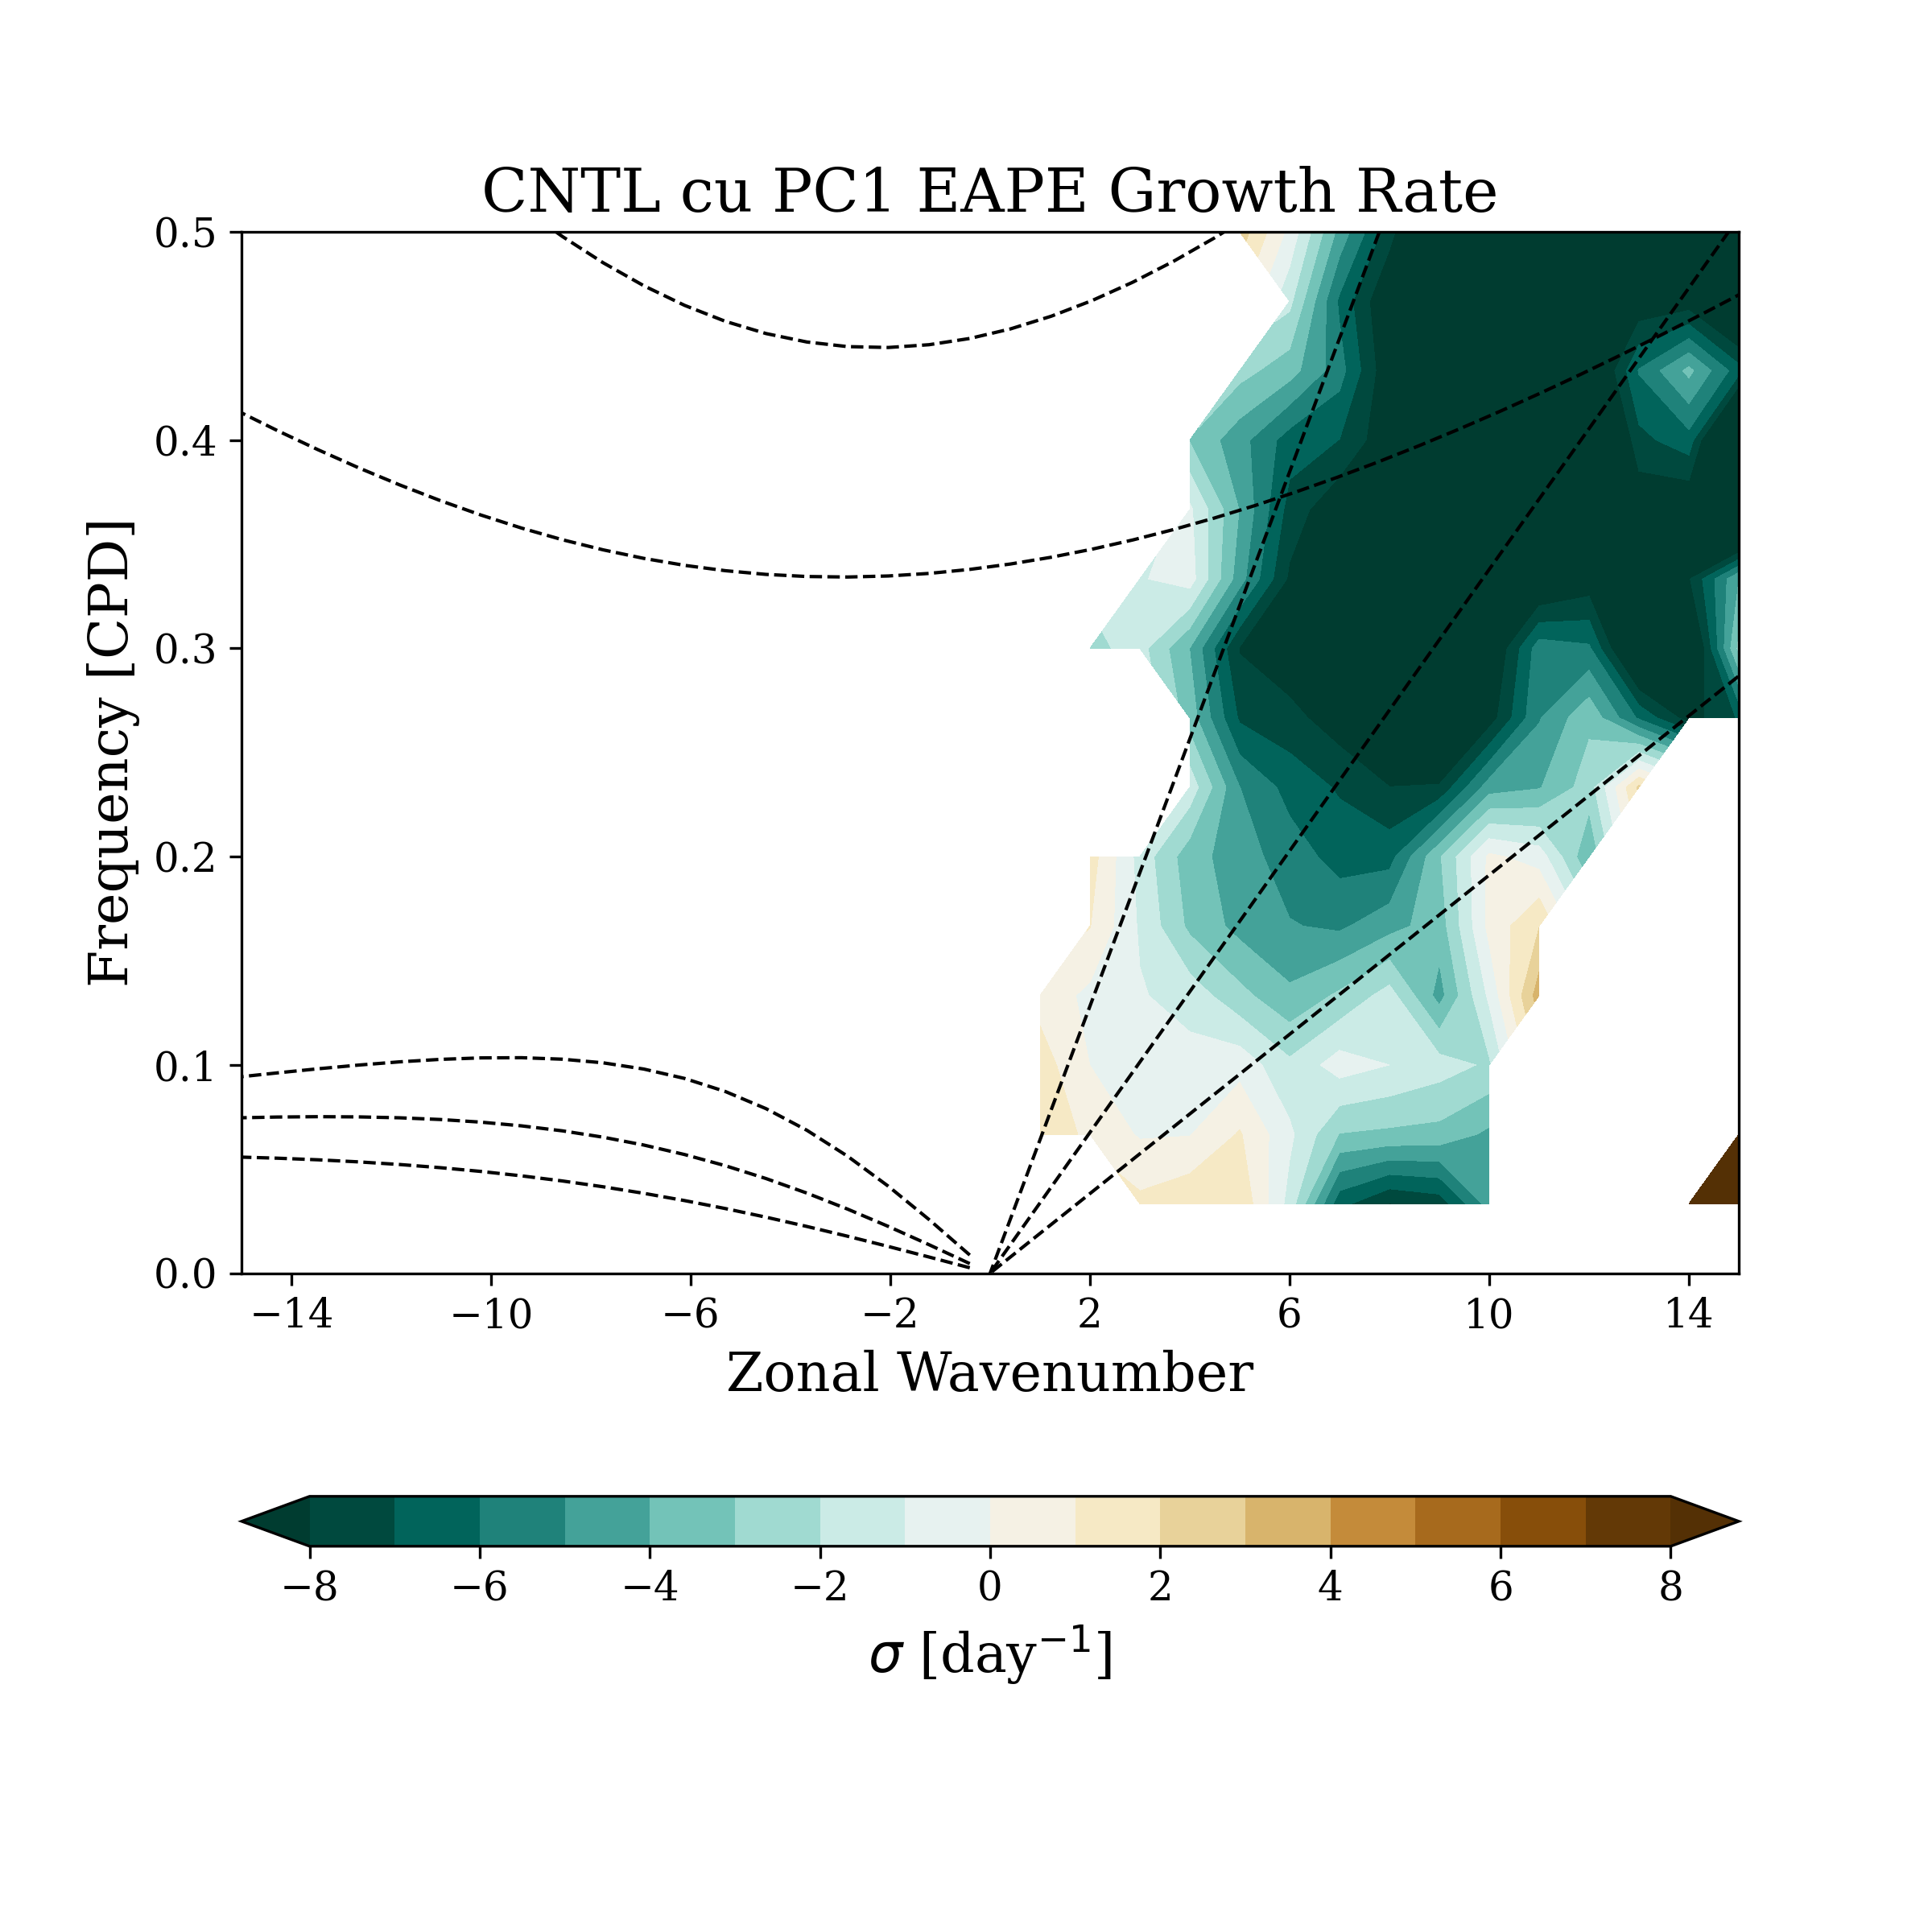 CNTL cu PC1 EAPE Growth Rate
0.5
0.4
0.3
0.2
0.1
0.0
Frequency [CPD]
−14 −10 −6 −2 2 6 10 14
Zonal Wavenumber
−8 −6 −4 −2 0 2 4 6 8
σ [day⁻¹]